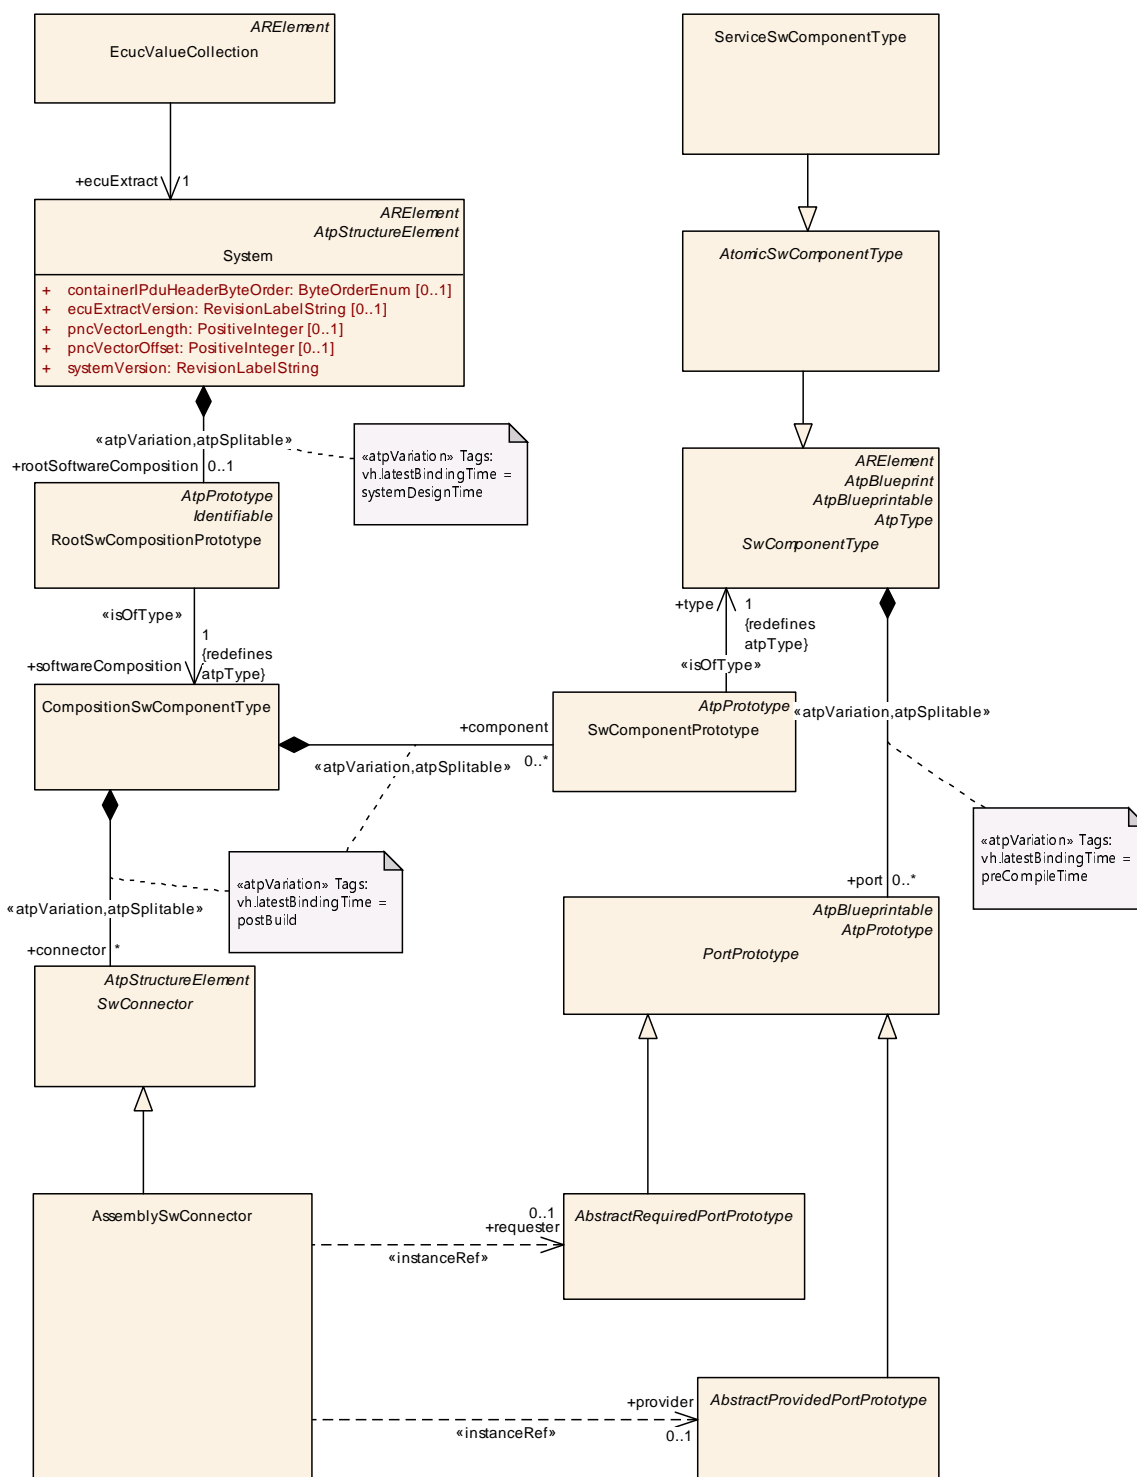 ARElement
EcucValueCollection
ServiceSwComponentType
+ecuExtract 1
ARElement
AtpStructureElement
System
+ containerIPduHeaderByteOrder: ByteOrderEnum [0..1]
+ ecuExtractVersion: RevisionLabelString [0..1]
+ pncVectorLength: PositiveInteger [0..1]
+ pncVectorOffset: PositiveInteger [0..1]
+ systemVersion: RevisionLabelString
AtomicSwComponentType
«atpVariation,atpSplitable»
+rootSoftwareComposition 0..1
«atpVariation» Tags:
vh.latestBindingTime =
systemDesignTime
ARElement
AtpBlueprint
AtpBlueprintable
AtpType
SwComponentType
AtpPrototype
Identifiable
RootSwCompositionPrototype
«isOfType»
1
{redefines
atpType}
+softwareComposition
+type 1
{redefines
atpType}
«isOfType»
CompositionSwComponentType
AtpPrototype
SwComponentPrototype
+component
0..*
«atpVariation,atpSplitable»
«atpVariation,atpSplitable»
«atpVariation» Tags:
vh.latestBindingTime =
preCompileTime
«atpVariation» Tags:
vh.latestBindingTime =
postBuild
«atpVariation,atpSplitable»
+connector *
+port 0..*
AtpBlueprintable
AtpPrototype
PortPrototype
AtpStructureElement
SwConnector
AssemblySwConnector
0..1
+requester
«instanceRef»
AbstractRequiredPortPrototype
+provider
0..1
«instanceRef»
AbstractProvidedPortPrototype